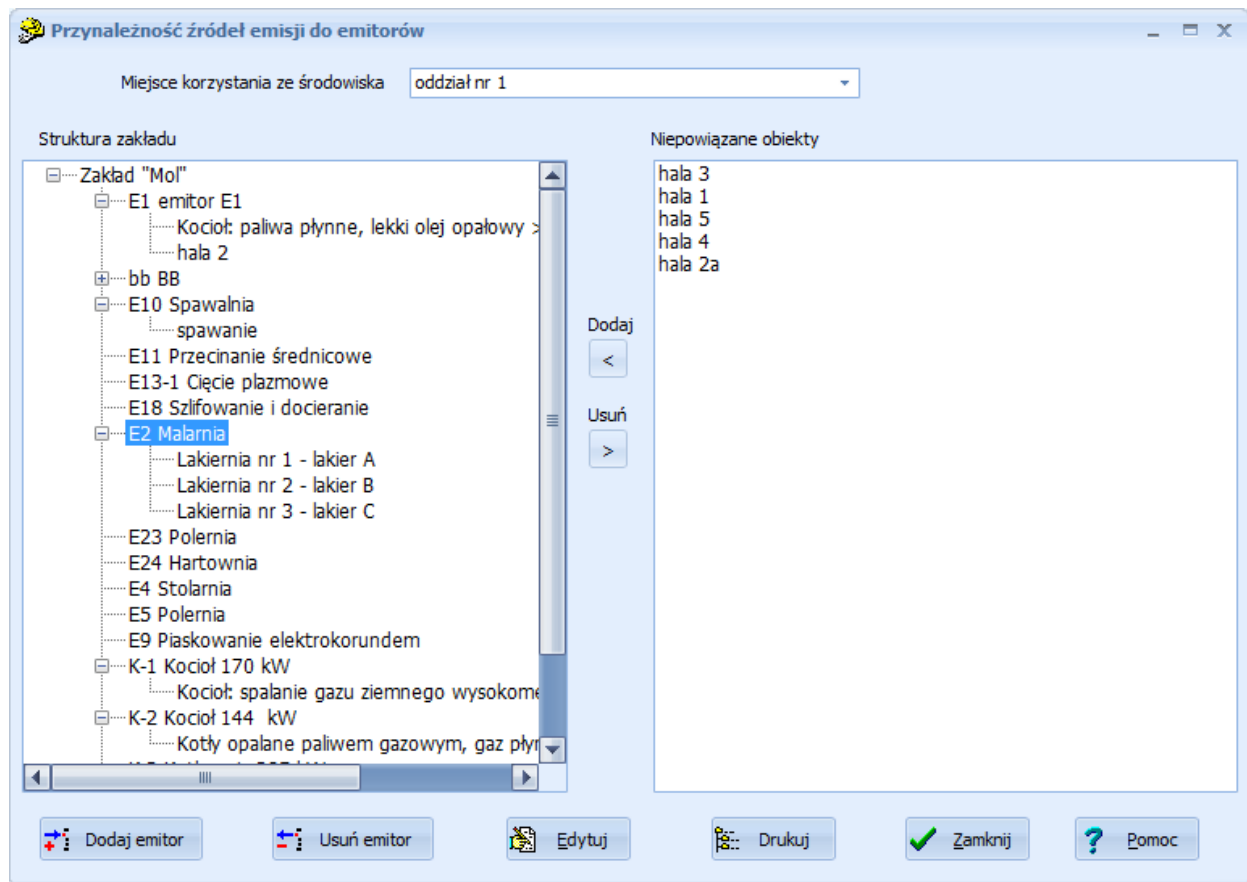 Przynależność źródeł emisji do emitorów
Miejsce korzystania ze środowiska oddział nr 1
Struktura zakładu
Zakład "Mol"
E1 emitor E1
Kocioł: paliwa płynne, lekki olej opałowy >
hala 2
bb BB
E10 Spawalnia
spawanie
E11 Przecinanie średnicowe
E13-1 Cięcie plazmowe
E18 Szlifowanie i docieranie
E2 Malarnia
Lakiernia nr 1 - lakier A
Lakiernia nr 2 - lakier B
Lakiernia nr 3 - lakier C
E23 Polernia
E24 Hartownia
E4 Stolarnia
E5 Polernia
E9 Piaskowanie elektrokorundem
K-1 Kocioł 170 kW
Kocioł: spalanie gazu ziemnego wysokome
K-2 Kocioł 144 kW
Kotły opalane paliwem gazowym, gaz płyn
Dodaj
<
Usuń
>
Niepowiązane obiekty
hala 3
hala 1
hala 5
hala 4
hala 2a
Dodaj emitor
Usuń emitor
Edytuj
Drukuj
Zamknij
Pomoc